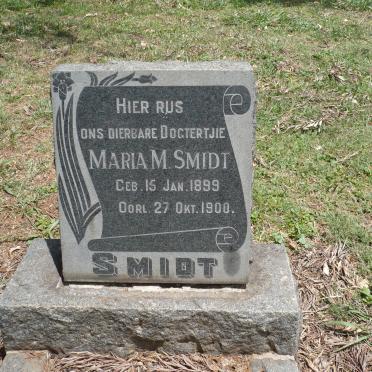 HIER RUS
ONS DIERBARE DOCTERTJIE
MARIA M. SMIDT
GEB. 15 JAN. 1899
OORL. 27 OKT. 1900.
SMIDT